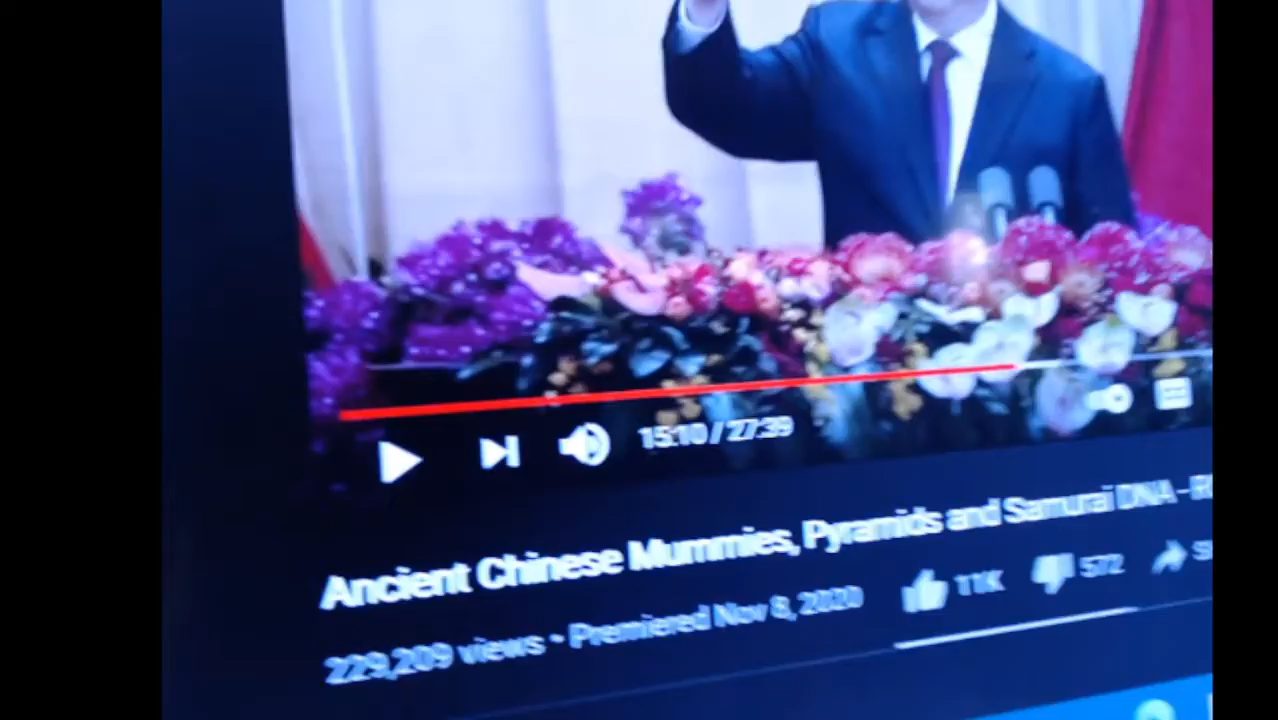 15:10 / 27:39
Ancient Chinese Mummies, Pyramids and Samurai DNA -
229,209 views • Premiered Nov 8, 2020 11K 572